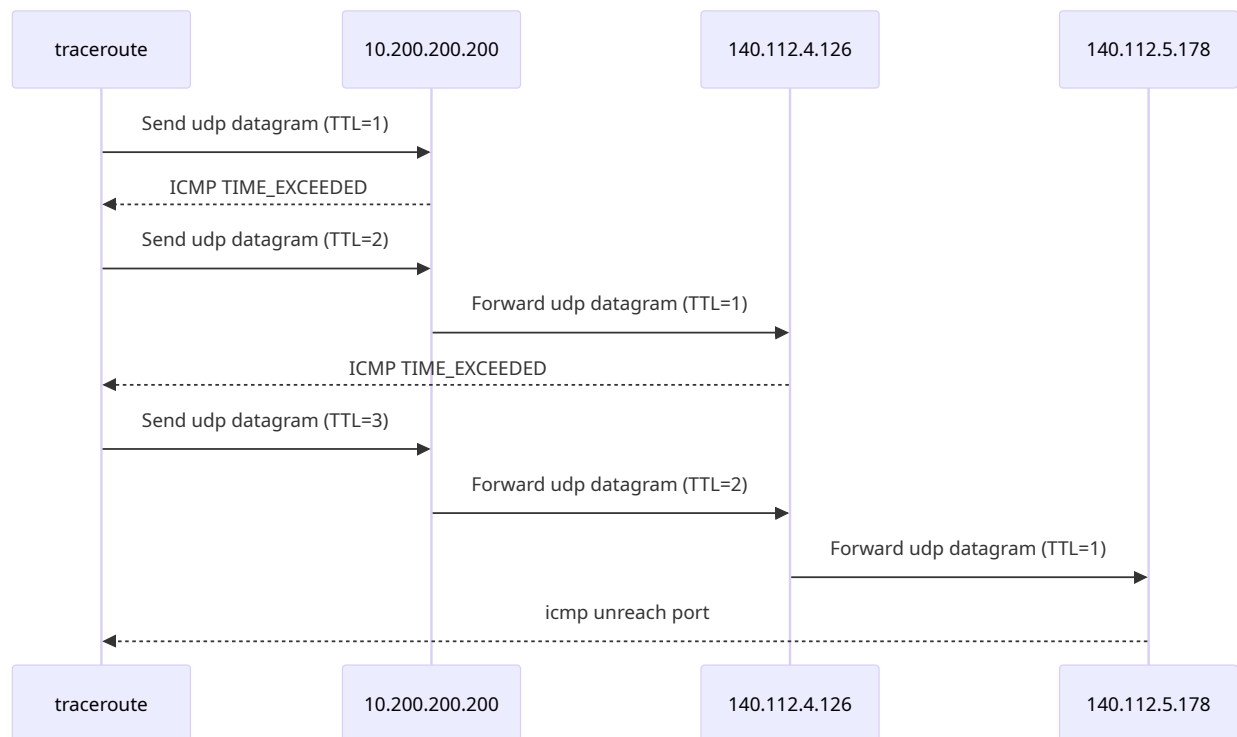 traceroute
10.200.200.200
140.112.4.126
140.112.5.178
Send udp datagram (TTL=1)
ICMP TIME_EXCEEDED
Send udp datagram (TTL=2)
Forward udp datagram (TTL=1)
ICMP TIME_EXCEEDED
Send udp datagram (TTL=3)
Forward udp datagram (TTL=2)
Forward udp datagram (TTL=1)
icmp unreach port
traceroute
10.200.200.200
140.112.4.126
140.112.5.178